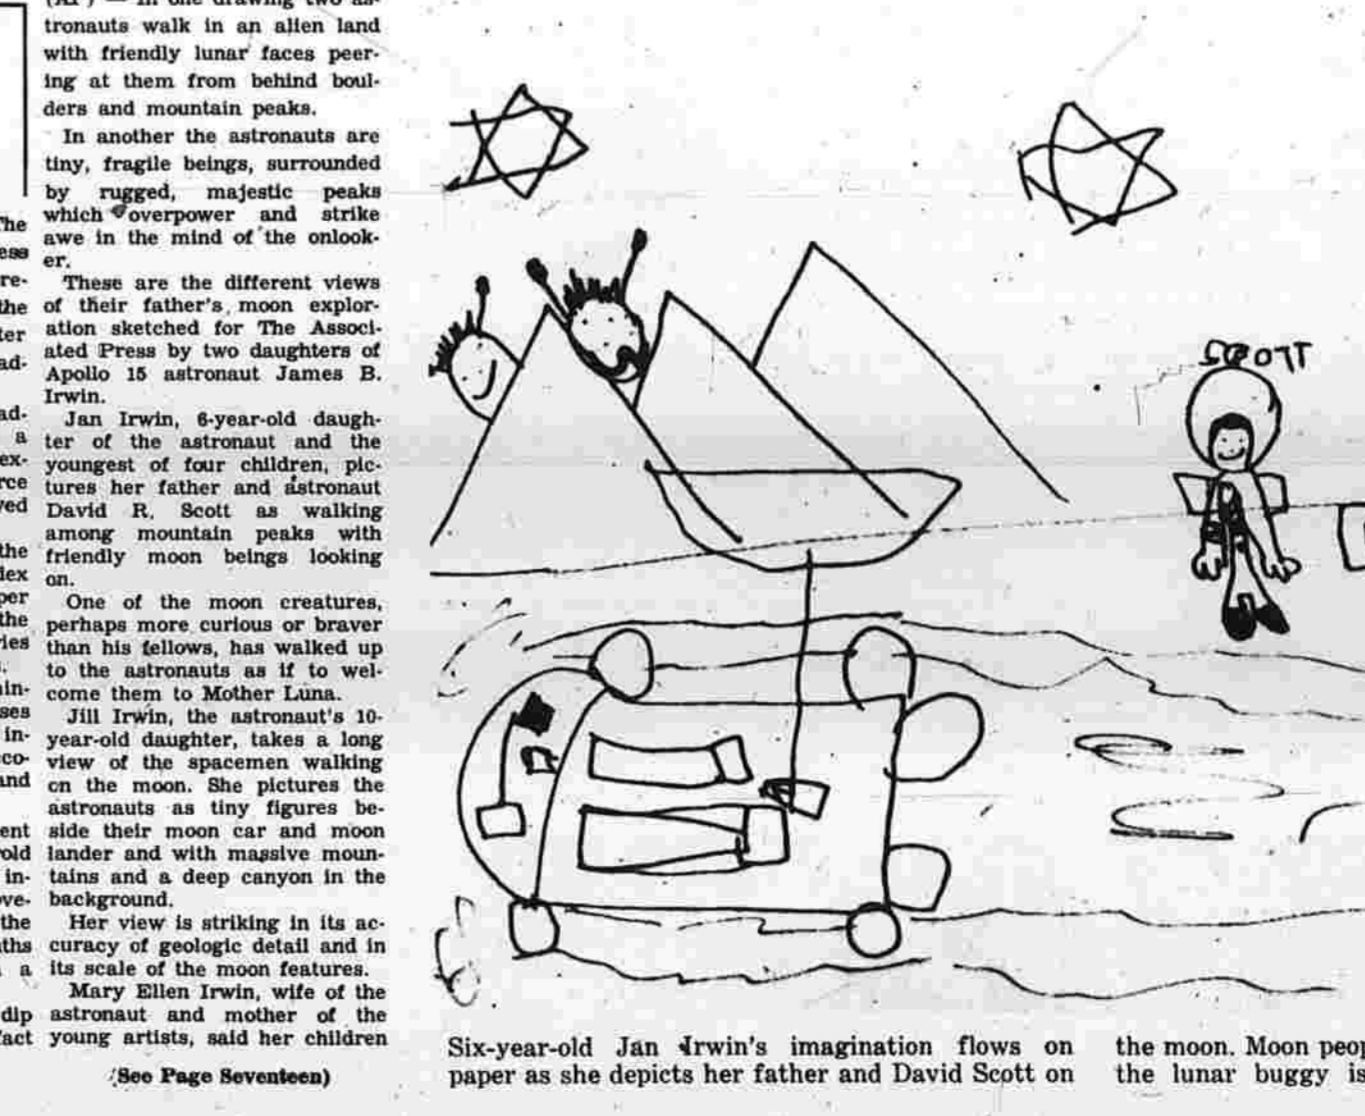 (AP) — In one drawing two as-
tronauts walk in an alien land
with friendly lunar faces peer-
ing at them from behind boul-
ders and mountain peaks.
In another the astronauts are
tiny, fragile beings, surrounded
by rugged, majestic peaks
which overpower and strike
awe in the mind of the onlook-
er.
These are the different views
of their father's moon explor-
ation sketched for The Associ-
ated Press by two daughters of
Apollo 15 astronaut James B.
Irwin.
Jan Irwin, 6-year-old daugh-
ter of the astronaut and the
youngest of four children, pic-
tures her father and astronaut
David R. Scott as walking
among mountain peaks with
friendly moon beings looking
on.
One of the moon creatures,
perhaps more curious or braver
than his fellows, has walked up
to the astronauts as if to wel-
come them to Mother Luna.
Jill Irwin, the astronaut's 10-
year-old daughter, takes a long
view of the spacemen walking
on the moon. She pictures the
astronauts as tiny figures be-
side their moon car and moon
lander and with massive moun-
tains and a deep canyon in the
background.
Her view is striking in its ac-
curacy of geologic detail and in
its scale of the moon features.
Mary Ellen Irwin, wife of the
astronaut and mother of the
young artists, said her children
(See Page Seventeen)
SCOTT
Six-year-old Jan Irwin's imagination flows on
paper as she depicts her father and David Scott on
the moon. Moon peop
the lunar buggy is